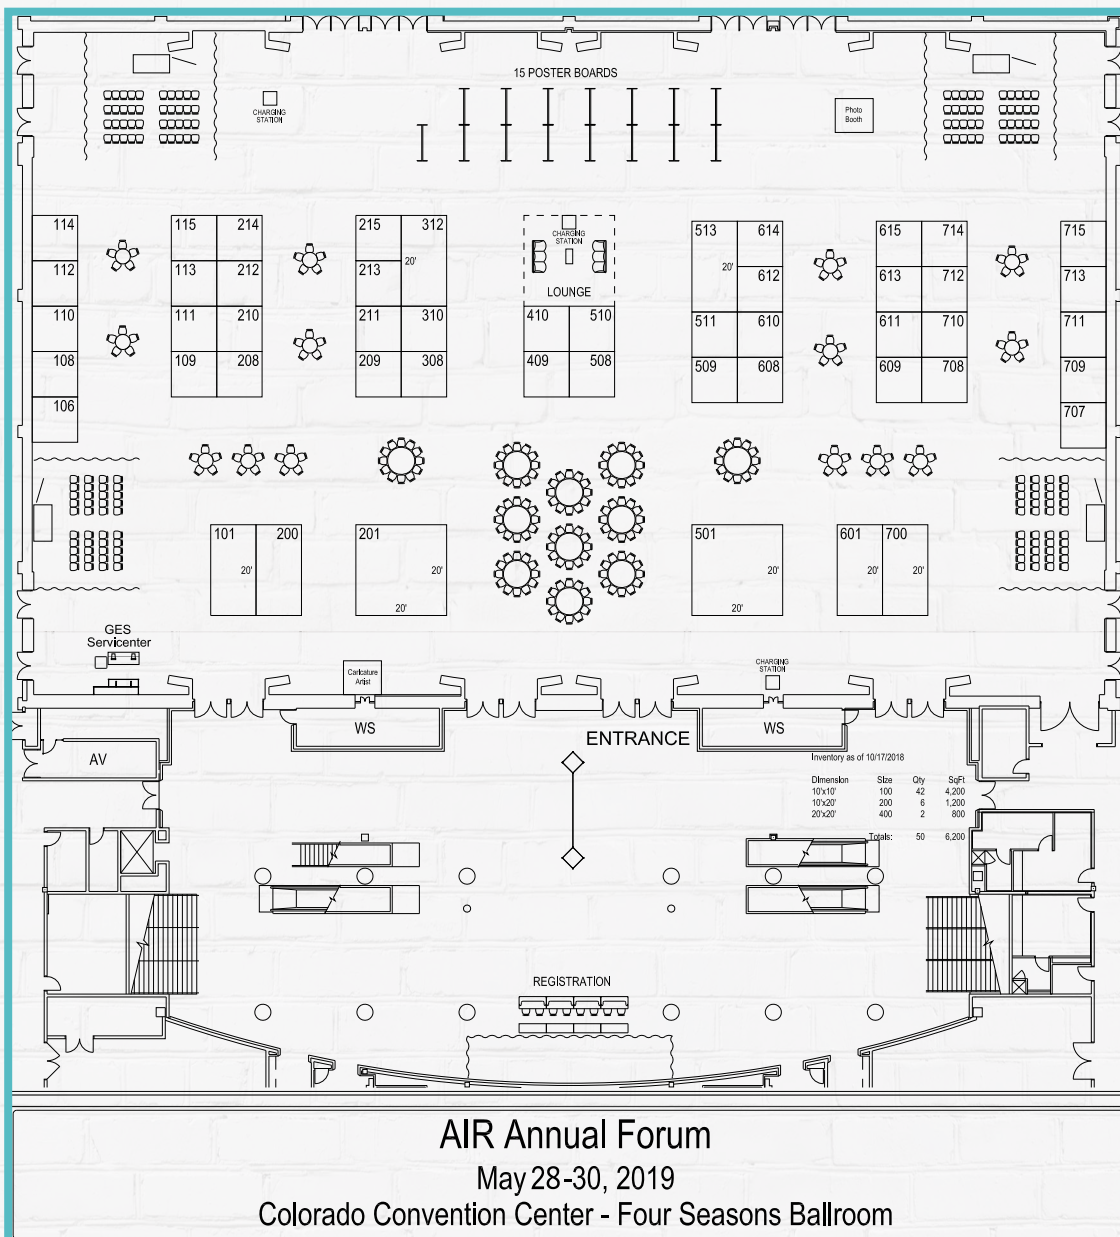 15 POSTER BOARDS
CHARGING
STATION
Photo
Booth
114
115 214
215 312
CHARGING
STATION
513 614
615 714
715
112
113 212
213
20'
20'
612
613 712
713
LOUNGE
110
111 210
211 310
410 510
511 610
611 710
711
108
109 208
209 308
409 508
509 608
609 708
709
106
707
101 200
201
501
601 700
20'
20'
20'
20'
20'
20'
20'
GES
Servicenter
Caricature
Artist
CHARGING
STATION
WS
WS
ENTRANCE
AV
Inventory as of 10/17/2018
Dimension Size Qty SqFt
10'x10' 100 42 4,200
10'x20' 200 6 1,200
20'x20' 400 2 800
Totals: 50 6,200
REGISTRATION
AIR Annual Forum
May 28-30, 2019
Colorado Convention Center - Four Seasons Ballroom